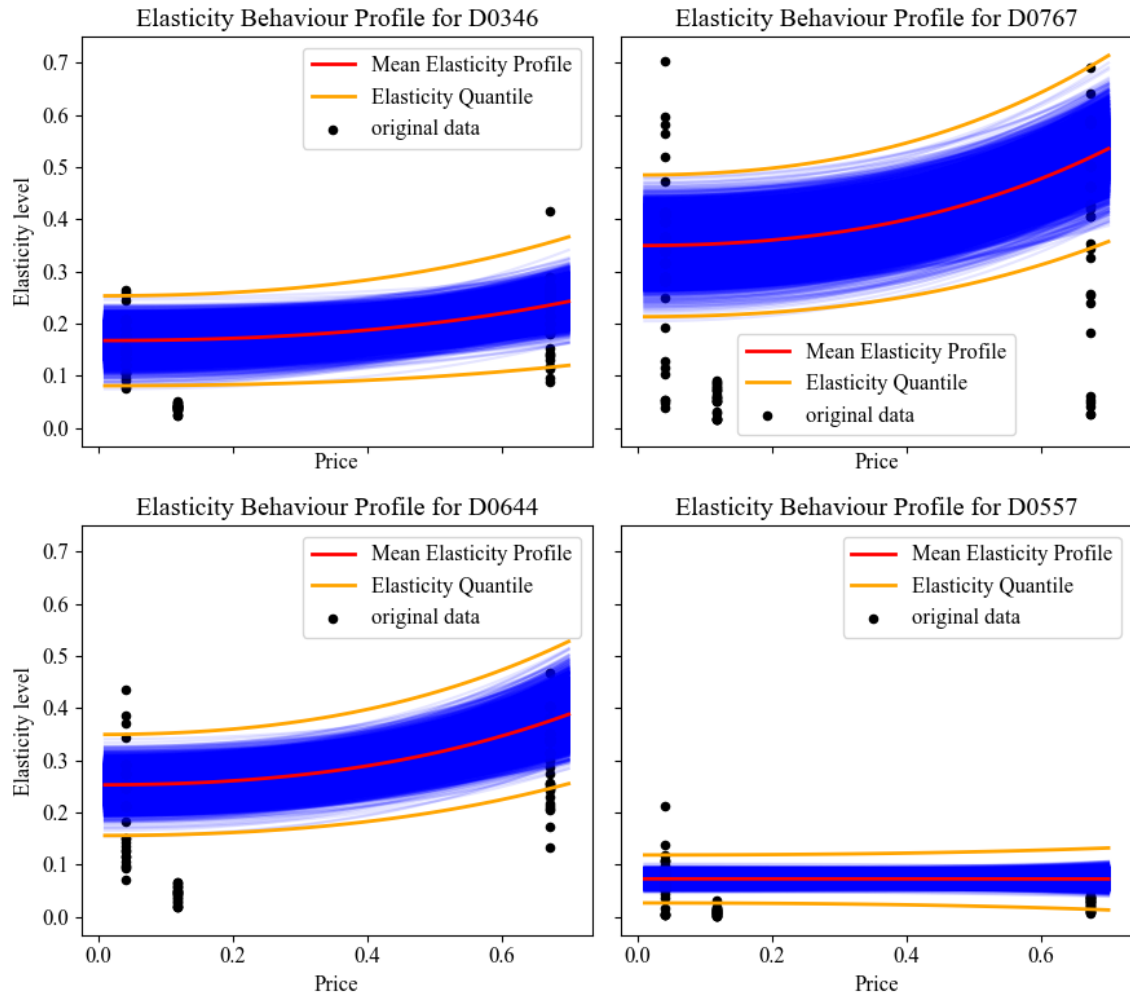 Elasticity Behaviour Profile for D0346
Elasticity level
0.7
0.6
0.5
0.4
0.3
0.2
0.1
0.0
Mean Elasticity Profile
Elasticity Quantile
original data
Price
Elasticity Behaviour Profile for D0767
Mean Elasticity Profile
Elasticity Quantile
original data
Price
Elasticity Behaviour Profile for D0644
Elasticity level
0.7
0.6
0.5
0.4
0.3
0.2
0.1
0.0
Mean Elasticity Profile
Elasticity Quantile
original data
0.0 0.2 0.4 0.6
Price
Elasticity Behaviour Profile for D0557
Mean Elasticity Profile
Elasticity Quantile
original data
0.0 0.2 0.4 0.6
Price